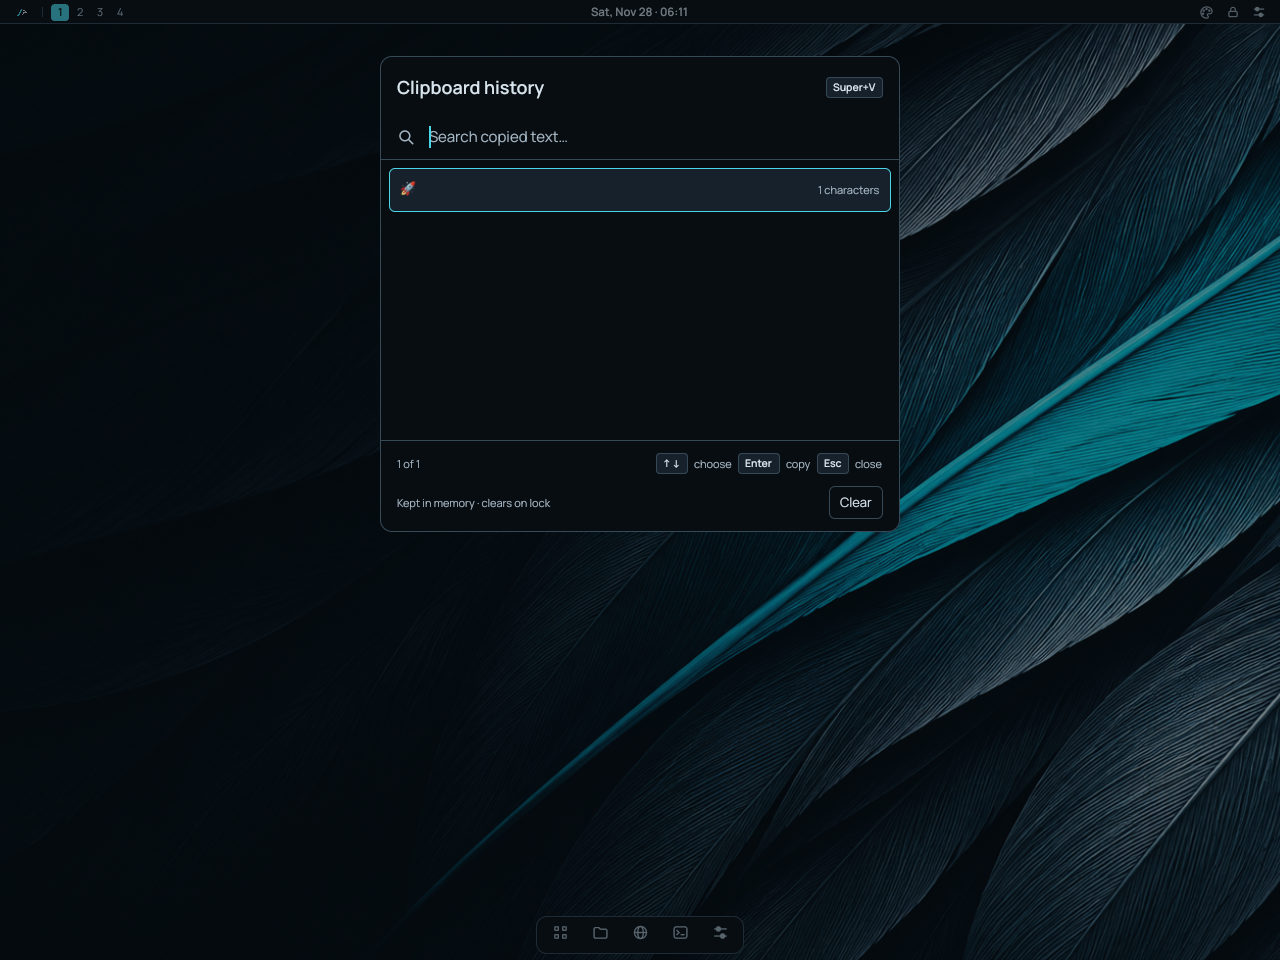 1 2 3 4
Sat, Nov 28 · 06:11
Clipboard history
Super+V
Search copied text...
🚀 1 characters
1 of 1
↑↓ choose Enter copy Esc close
Kept in memory · clears on lock
Clear